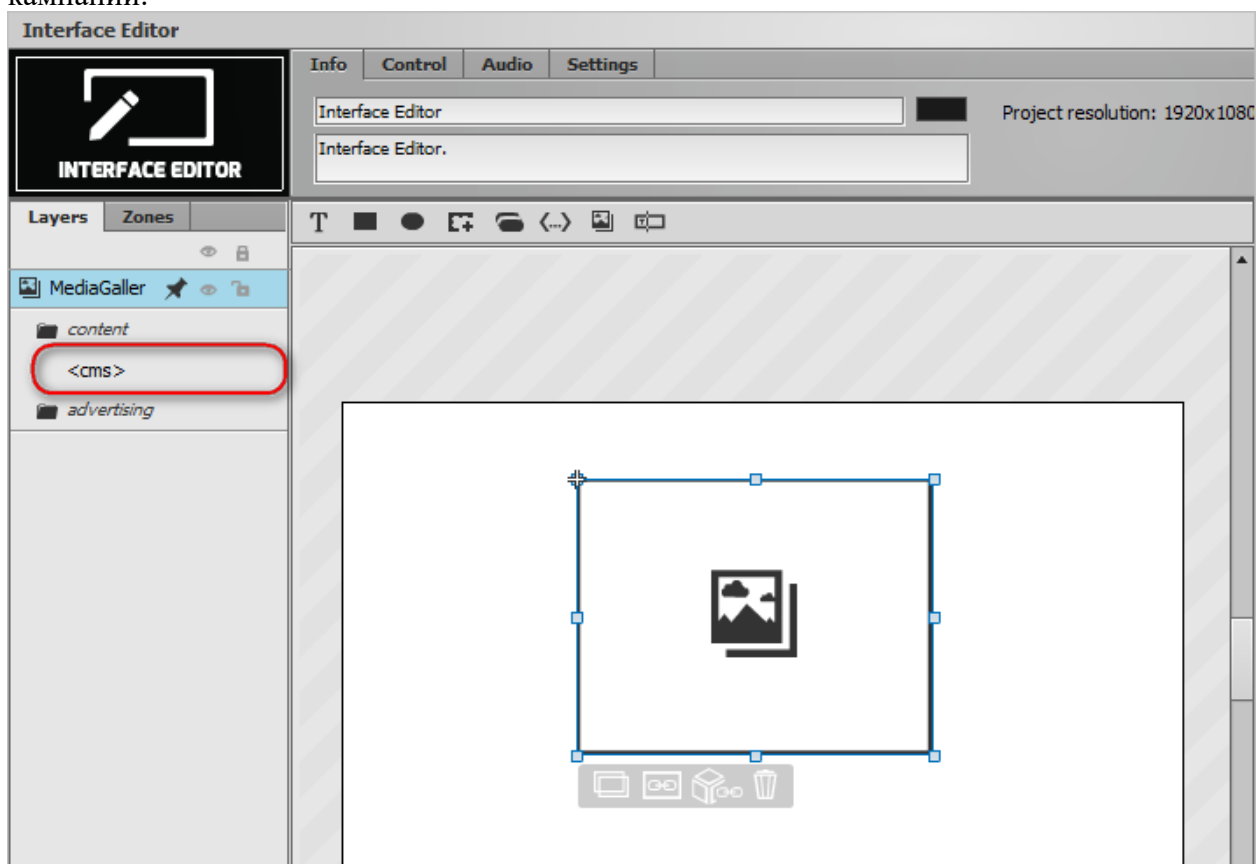 кампаний.
Interface Editor
INTERFACE EDITOR
Info Control Audio Settings
Interface Editor
Project resolution: 1920x1080
Interface Editor.
Layers Zones
T
MediaGaller
content
<cms>
advertising